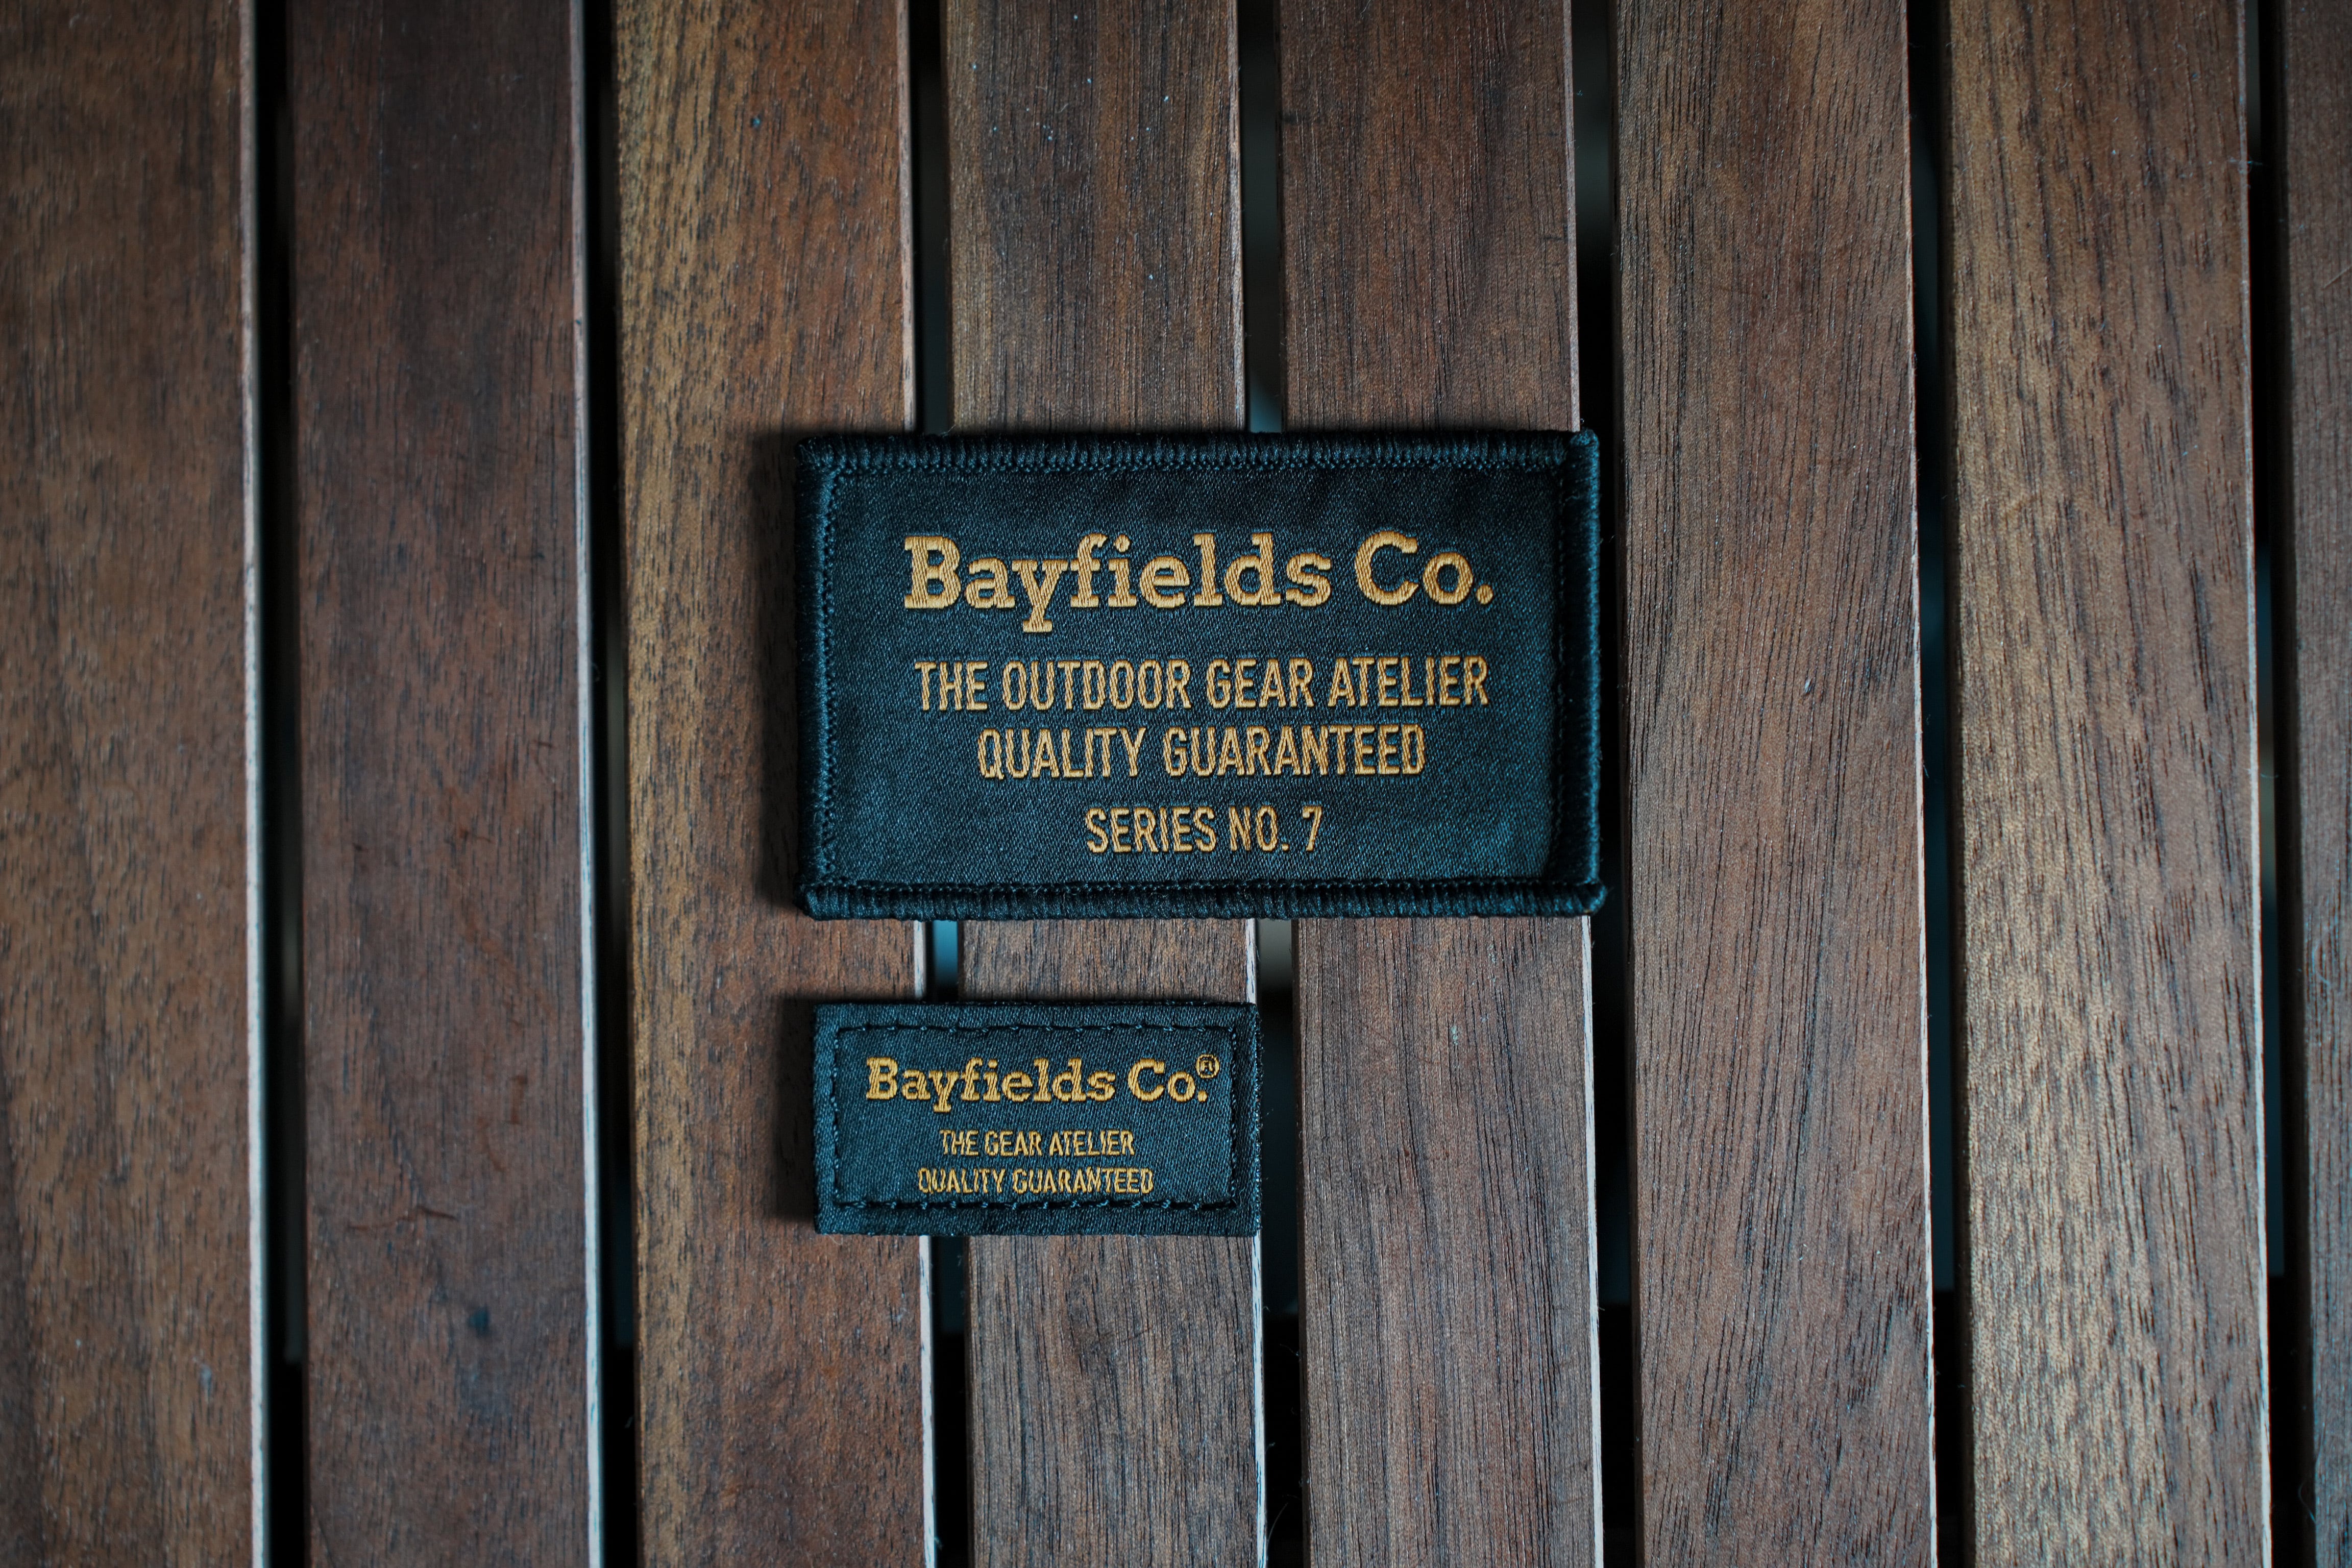 Bayfields Co.
THE OUTDOOR GEAR ATELIER
QUALITY GUARANTEED
SERIES NO. 7
Bayfields Co.®
THE GEAR ATELIER
QUALITY GUARANTEED